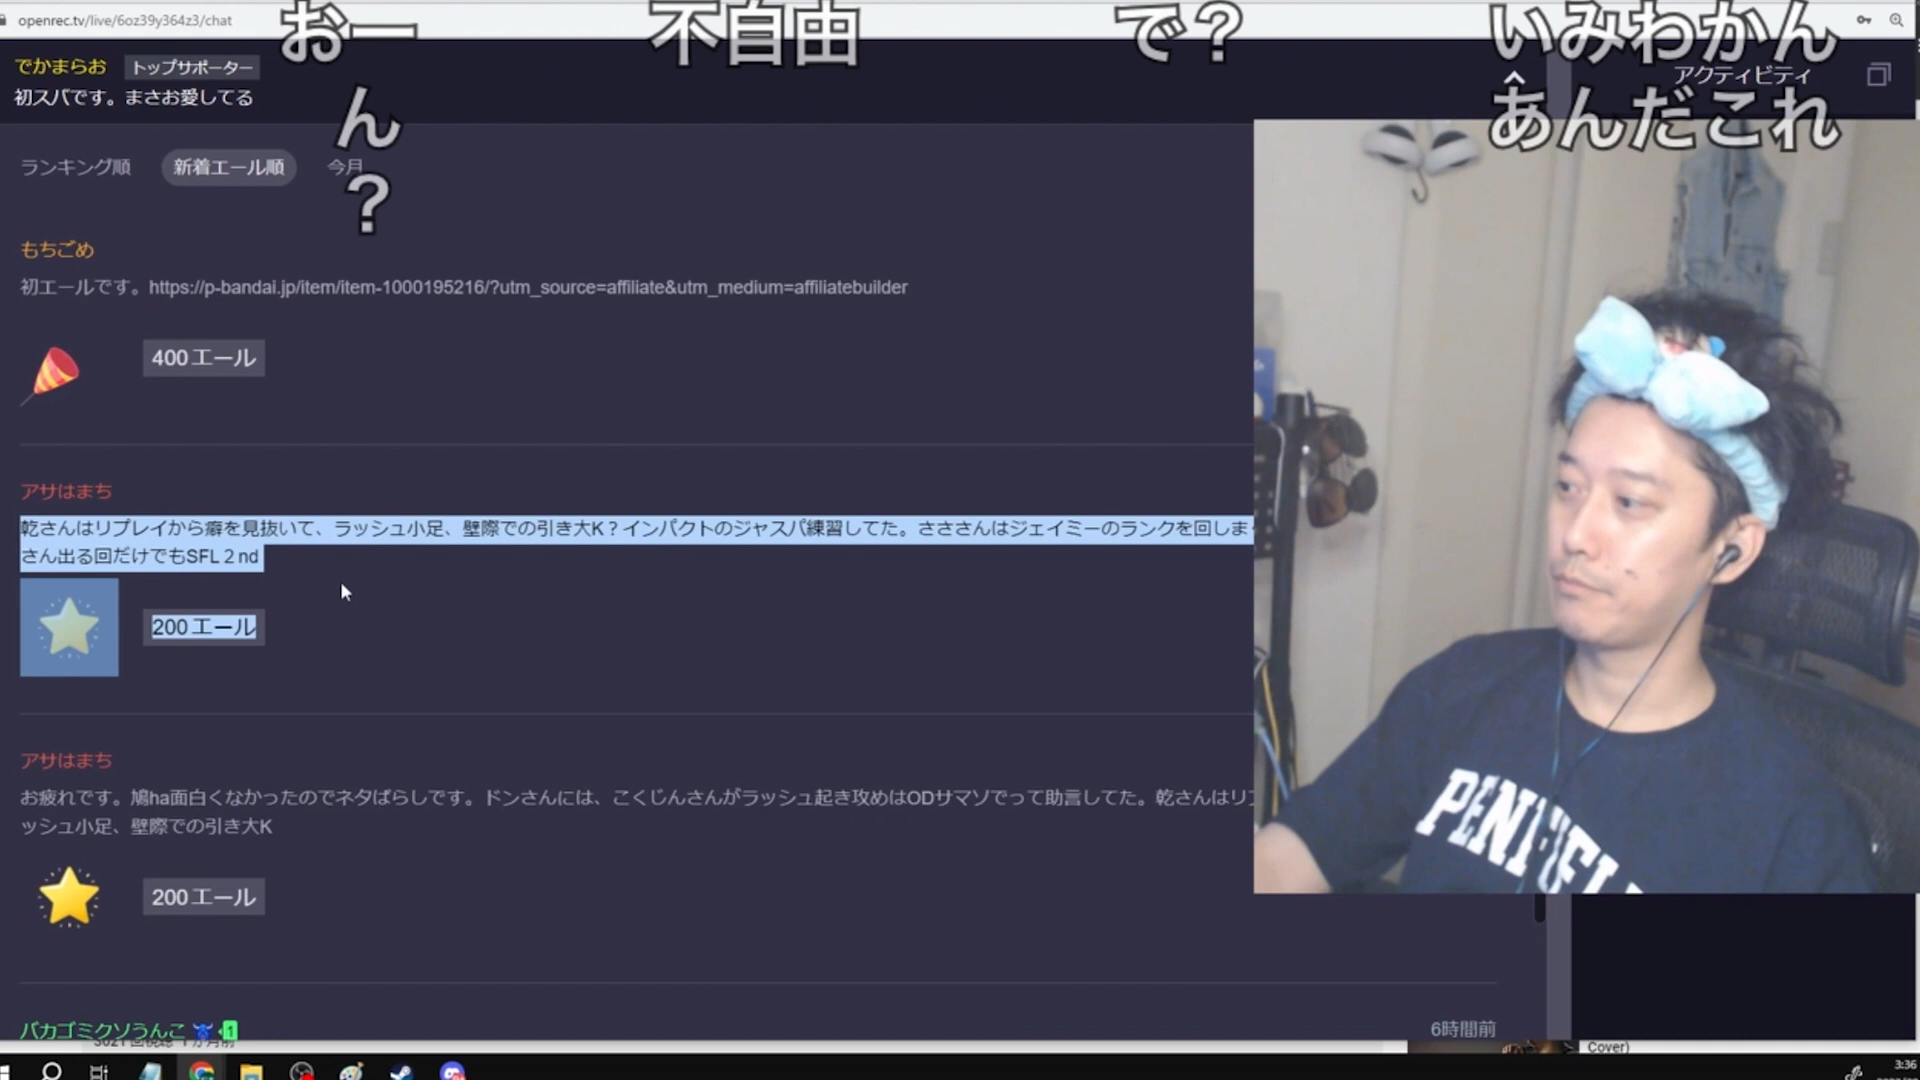 openrec.tv/live/6oz39y364z3/chat
おー
不自由
で？
いみわかん
でかまらお トップサポーター
アクティビティ
初スパです。まさお愛してる
ん
あんだこれ
ランキング順 新着エール順 今月
？
もちごめ
初エールです。https://p-bandai.jp/item/item-1000195216/?utm_source=affiliate&utm_medium=affiliatebuilder
400エール
アサはまち
乾さんはリプレイから癖を見抜いて、ラッシュ小足、壁際での引き大K？インパクトのジャスパ練習してた。さささんはジェイミーのランクを回しま
さん出る回だけでもSFL２nd
200エール
アサはまち
お疲れです。鳩ha面白くなかったのでネタばらしです。ドンさんには、こくじんさんがラッシュ起き攻めはODサマソでって助言してた。乾さんはリ
ッシュ小足、壁際での引き大K
200エール
PENFIEL
バカゴミクソうんこ 1
6時間前
Cover)
3:36